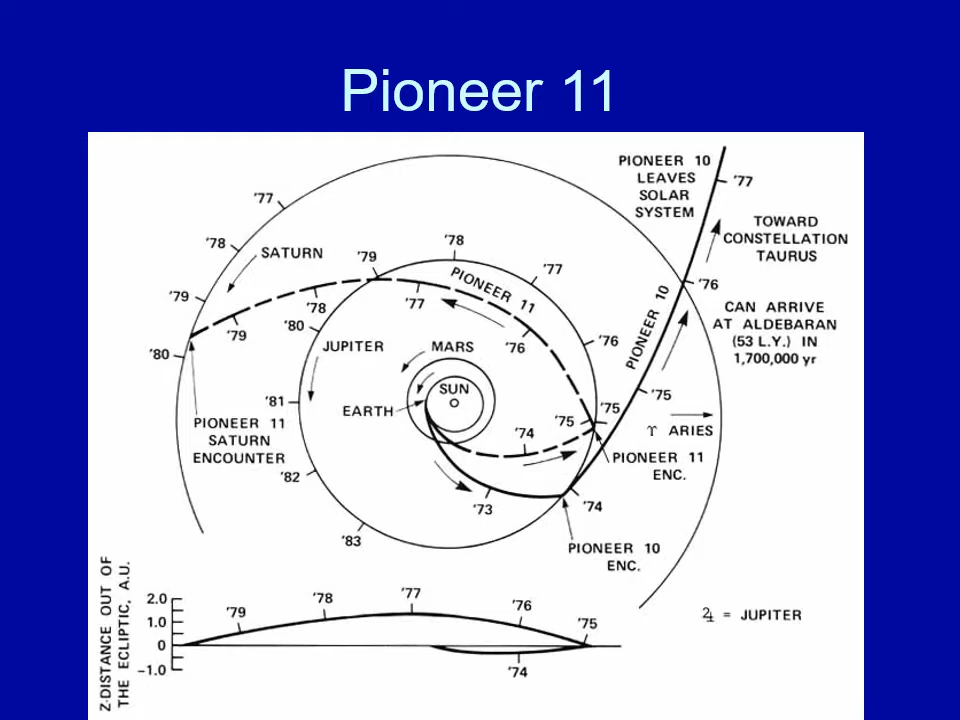 Pioneer 11
PIONEER 10
LEAVES
SOLAR
SYSTEM
'77
TOWARD
CONSTELLATION
TAURUS
'76
CAN ARRIVE
AT ALDEBARAN
(53 L.Y.) IN
1,700,000 yr
PIONEER 10
'75
♈ ARIES
'77
'78
SATURN
'79
'80
'79
'78
'77
'76
PIONEER 11
'79
'78
'77
'76
'75
'80
JUPITER
'81
'82
'83
MARS
SUN
EARTH
'75
'74
PIONEER 11
ENC.
'74
'73
PIONEER 10
ENC.
PIONEER 11
SATURN
ENCOUNTER
Z-DISTANCE OUT OF
THE ECLIPTIC, A.U.
2.0
1.0
0
−1.0
'79
'78
'77
'76
'75
'74
♃ = JUPITER